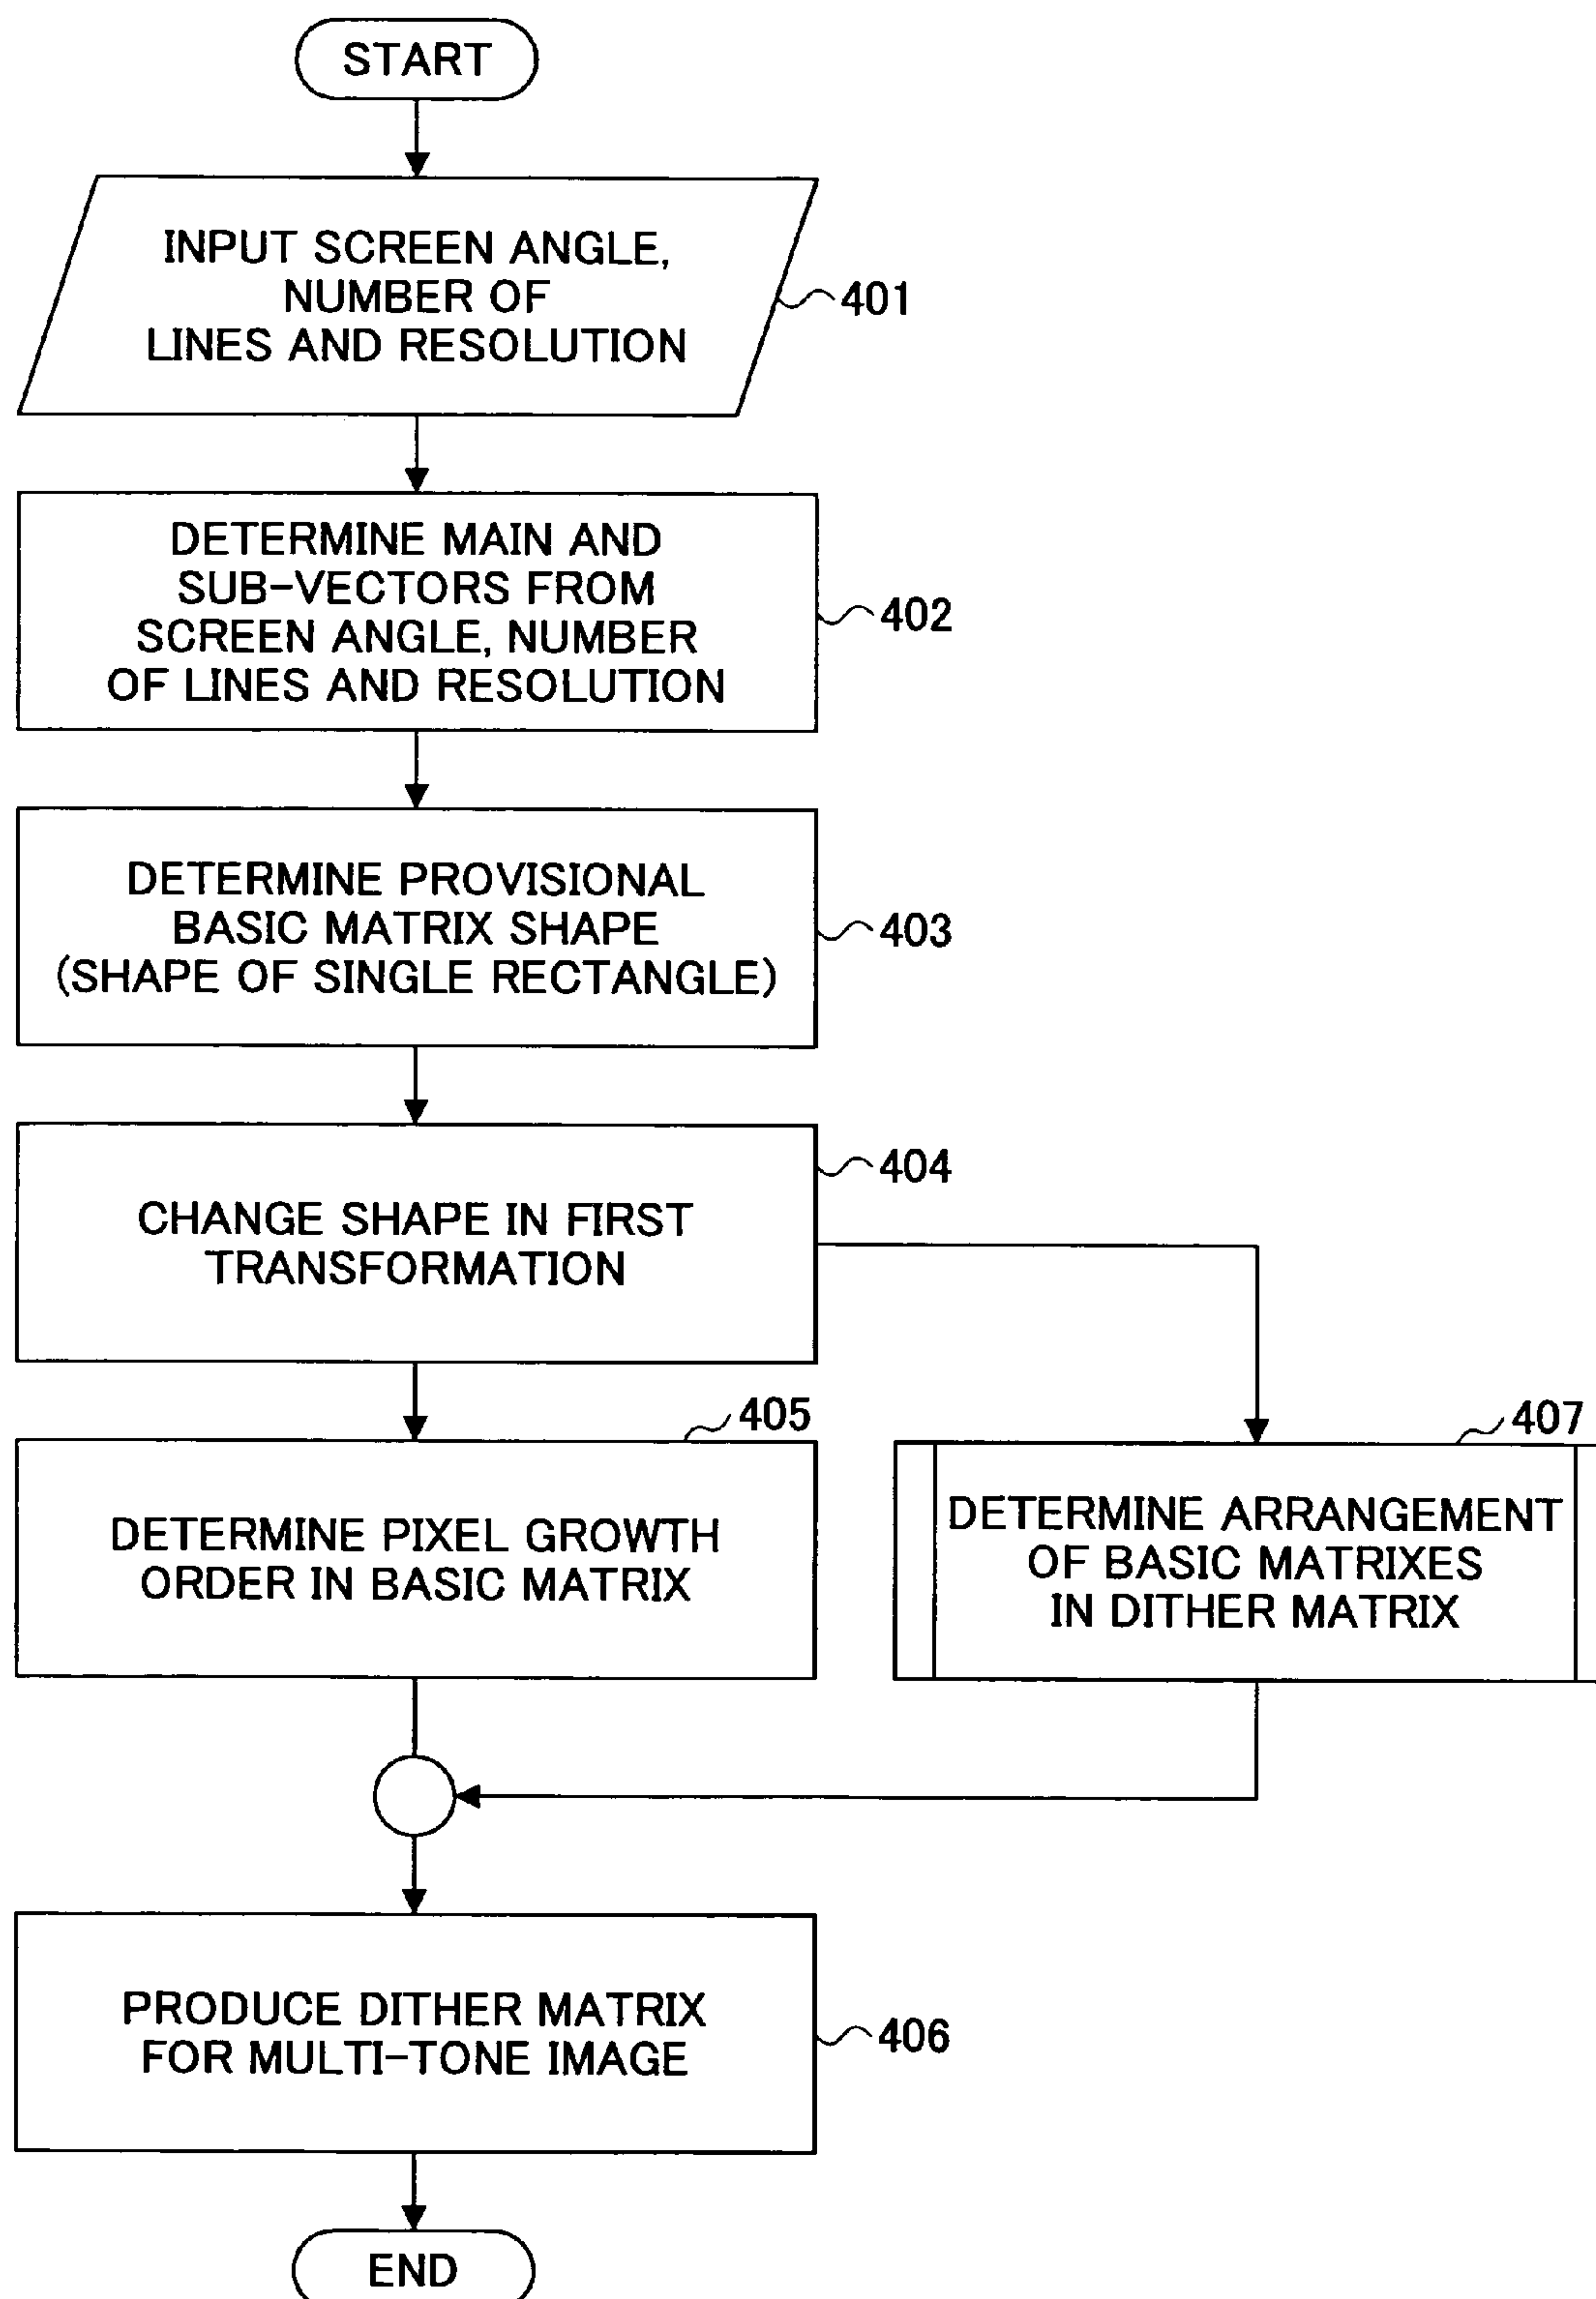 START
INPUT SCREEN ANGLE,
NUMBER OF
LINES AND RESOLUTION
401
DETERMINE MAIN AND
SUB-VECTORS FROM
SCREEN ANGLE, NUMBER
OF LINES AND RESOLUTION
402
DETERMINE PROVISIONAL
BASIC MATRIX SHAPE
(SHAPE OF SINGLE RECTANGLE)
403
CHANGE SHAPE IN FIRST
TRANSFORMATION
404
405
DETERMINE PIXEL GROWTH
ORDER IN BASIC MATRIX
407
DETERMINE ARRANGEMENT
OF BASIC MATRIXES
IN DITHER MATRIX
PRODUCE DITHER MATRIX
FOR MULTI-TONE IMAGE
406
END